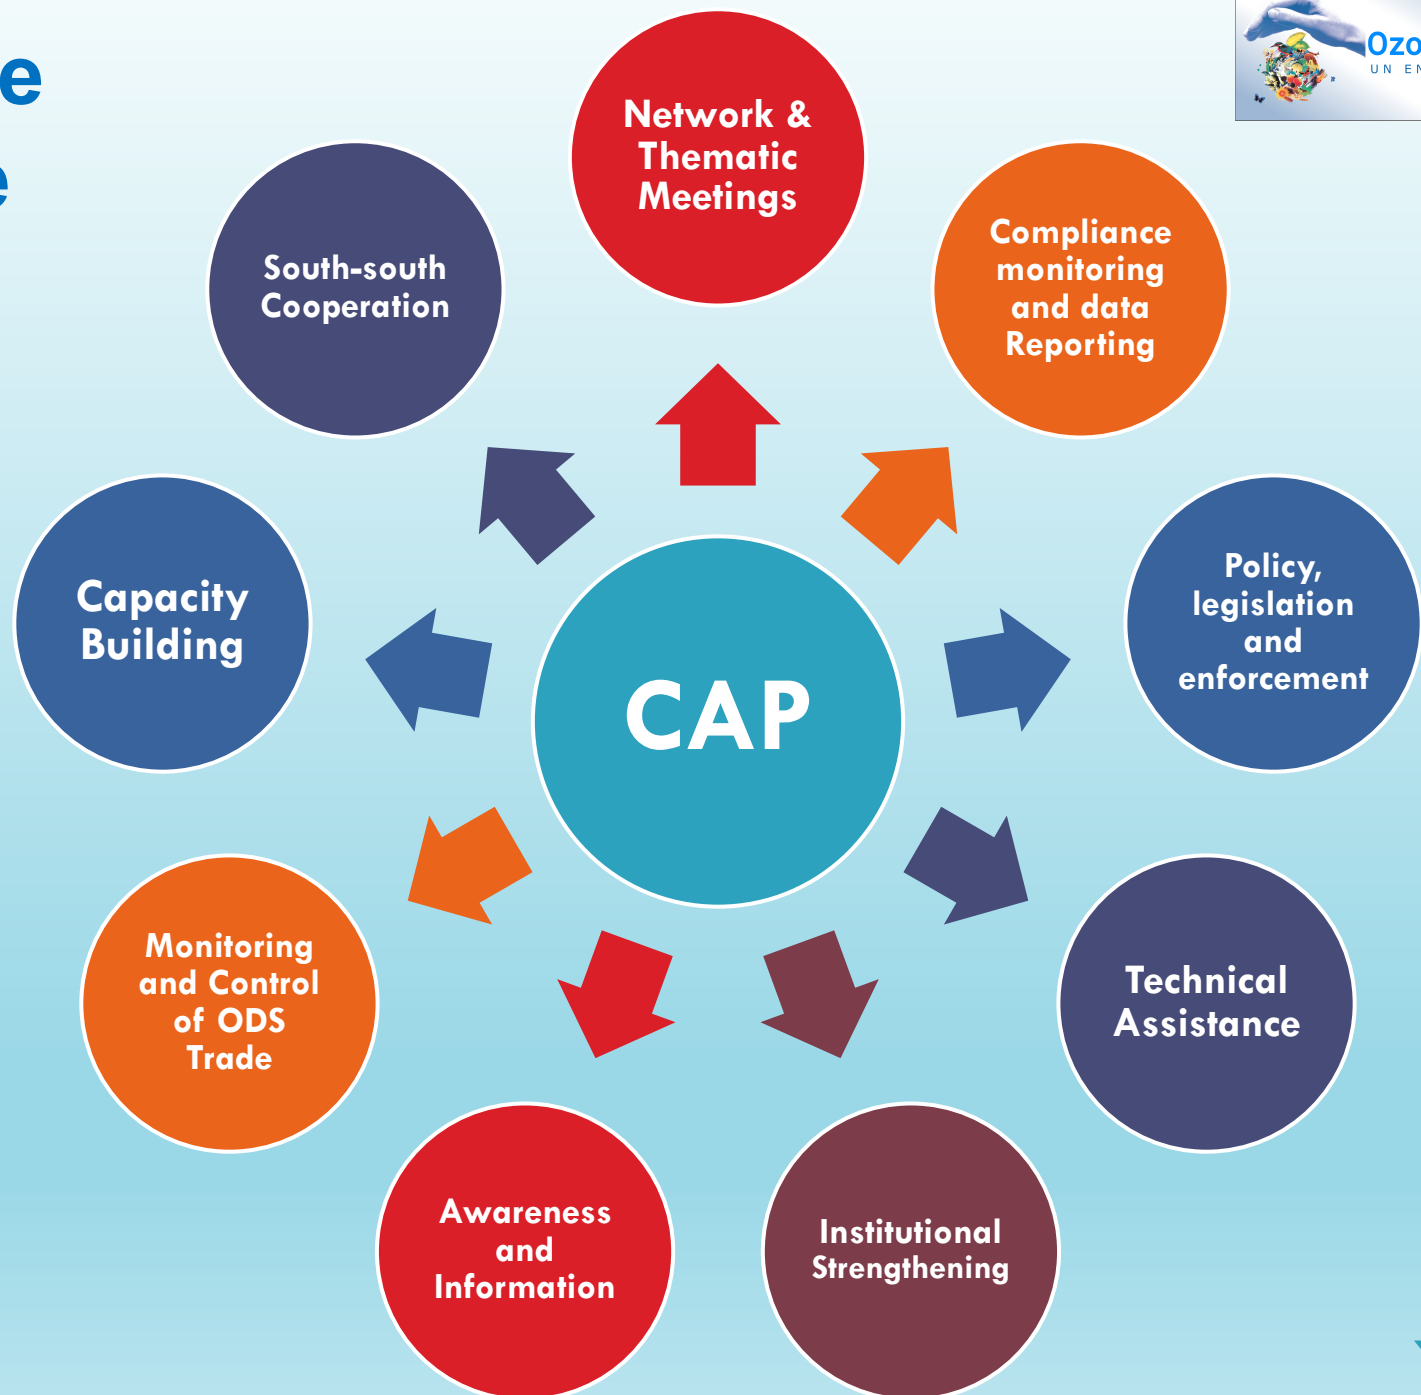 Network &
Thematic
Meetings
Compliance
monitoring
and data
Reporting
Policy,
legislation
and
enforcement
Technical
Assistance
Institutional
Strengthening
Awareness
and
Information
Monitoring
and Control
of ODS
Trade
Capacity
Building
South-south
Cooperation
CAP